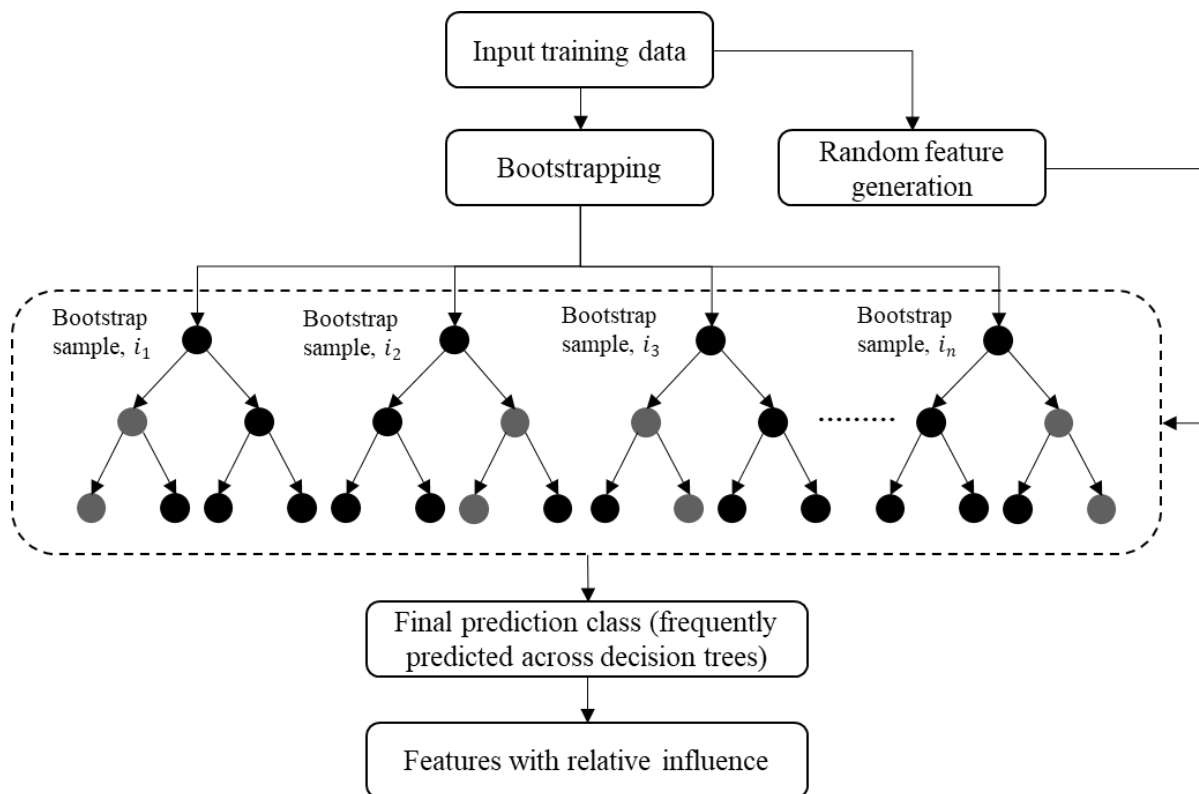 Input training data
Bootstrapping
Random feature
generation
Bootstrap
sample, i₁
Bootstrap
sample, i₂
Bootstrap
sample, i₃
Bootstrap
sample, iₙ
Final prediction class (frequently
predicted across decision trees)
Features with relative influence